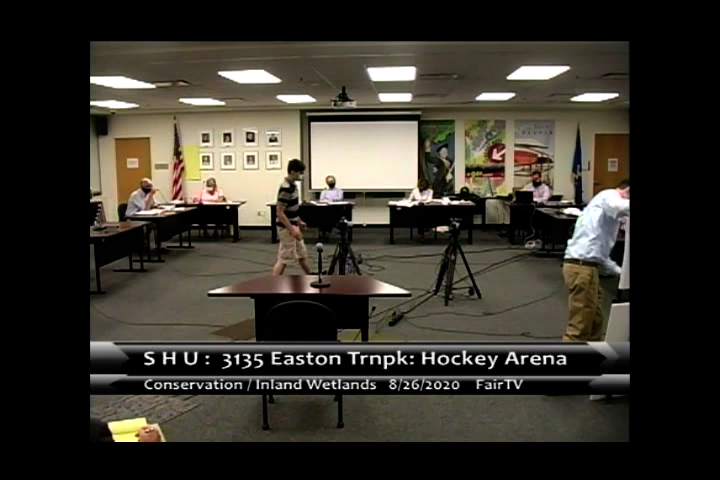 S H U : 3135 Easton Trnpk: Hockey Arena
Conservation / Inland Wetlands 8/26/2020 FairTV